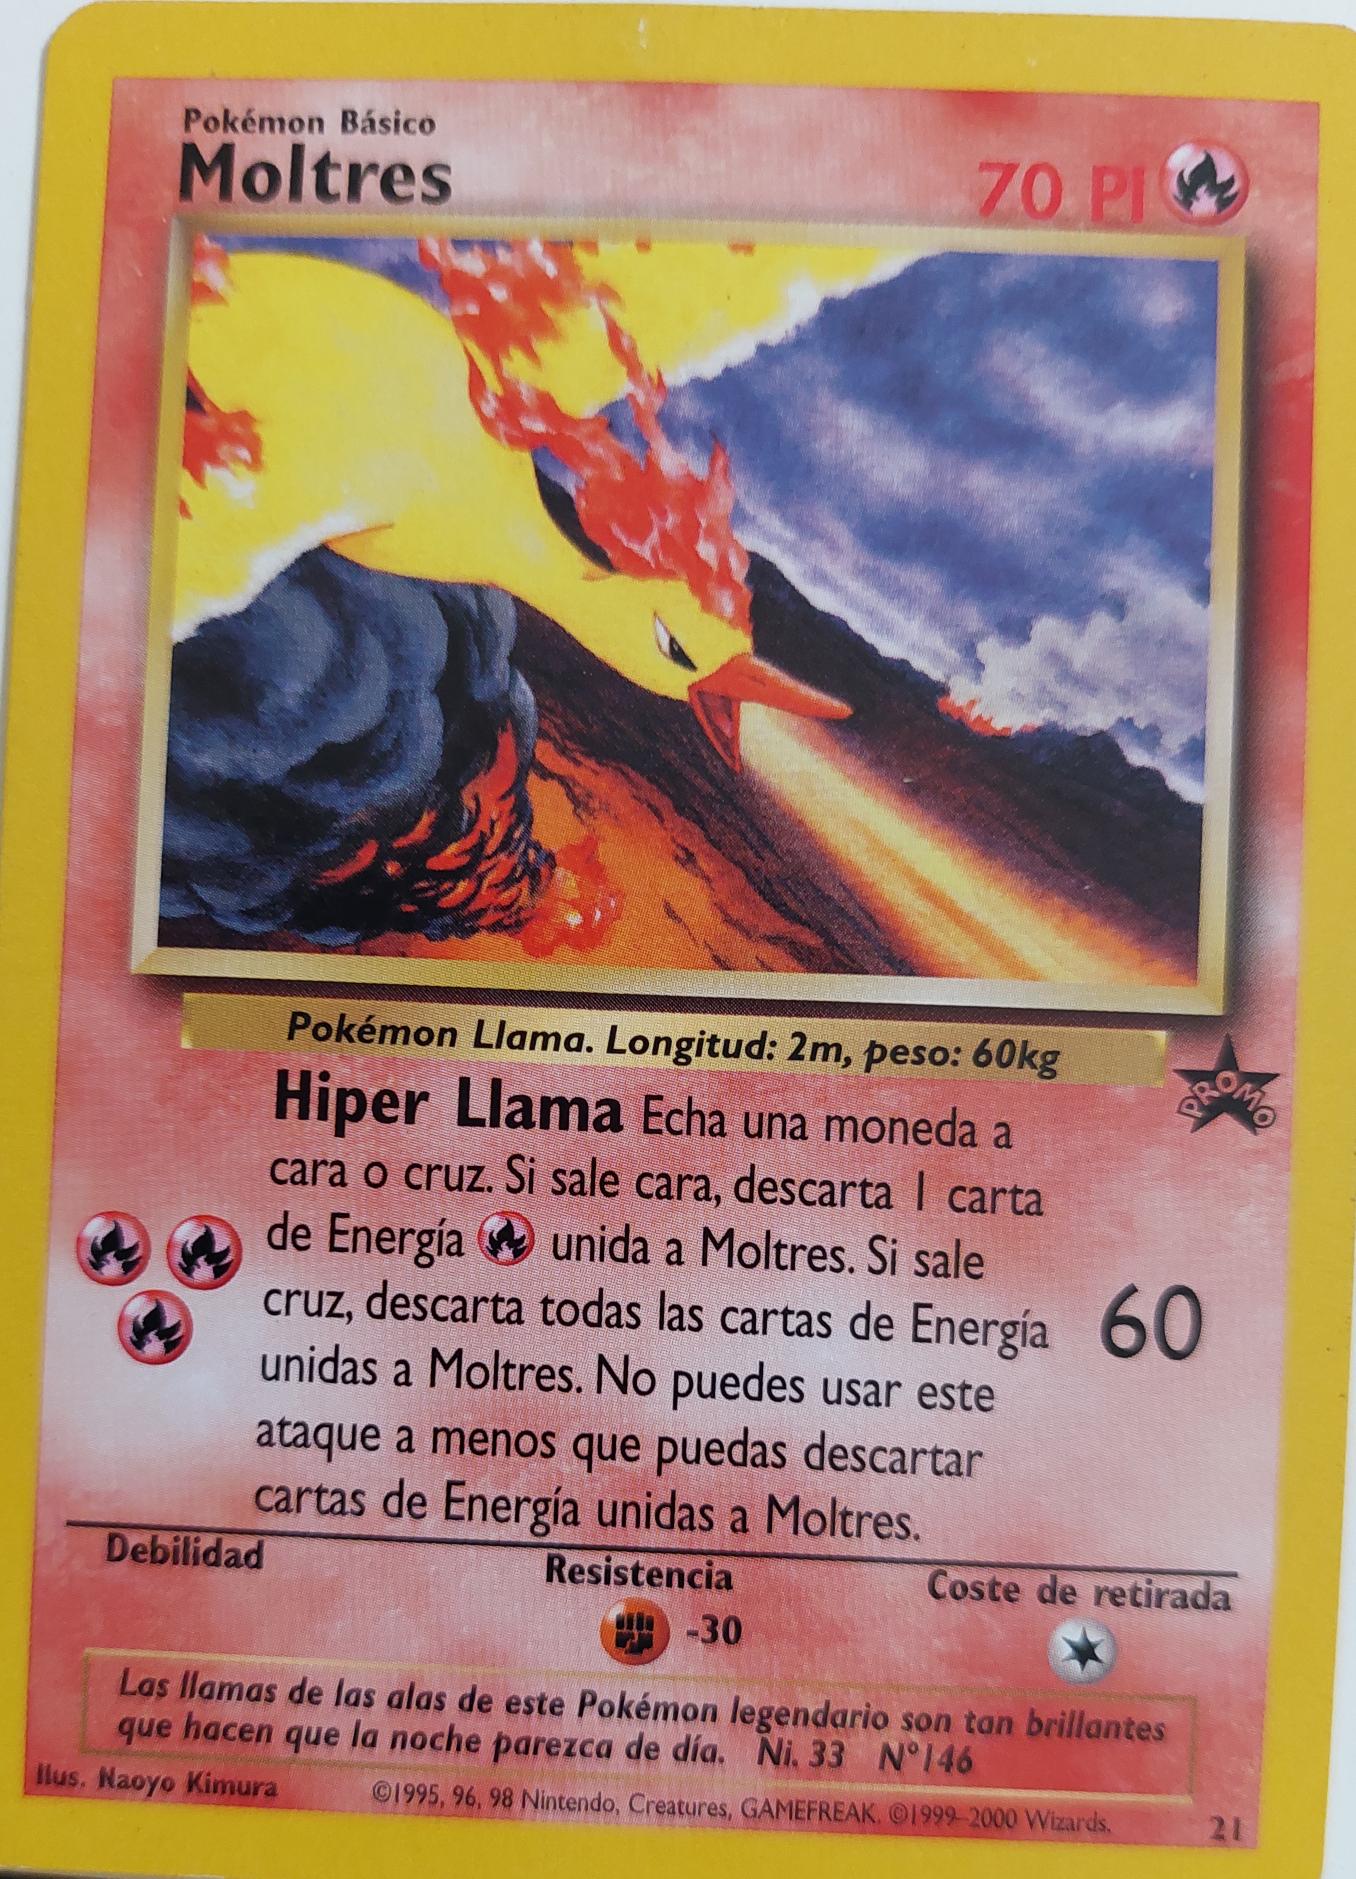 Pokémon Básico
Moltres
70 PI
Pokémon Llama. Longitud: 2m, peso: 60kg
PROMO
Hiper Llama Echa una moneda a
cara o cruz. Si sale cara, descarta 1 carta
de Energía unida a Moltres. Si sale
cruz, descarta todas las cartas de Energía
unidas a Moltres. No puedes usar este
ataque a menos que puedas descartar
cartas de Energía unidas a Moltres.
60
Debilidad
Resistencia
-30
Coste de retirada
Las llamas de las alas de este Pokémon legendario son tan brillantes
que hacen que la noche parezca de día. Ni. 33 N°146
Ilus. Naoyo Kimura
©1995, 96, 98 Nintendo, Creatures, GAMEFREAK. ©1999-2000 Wizards.
21